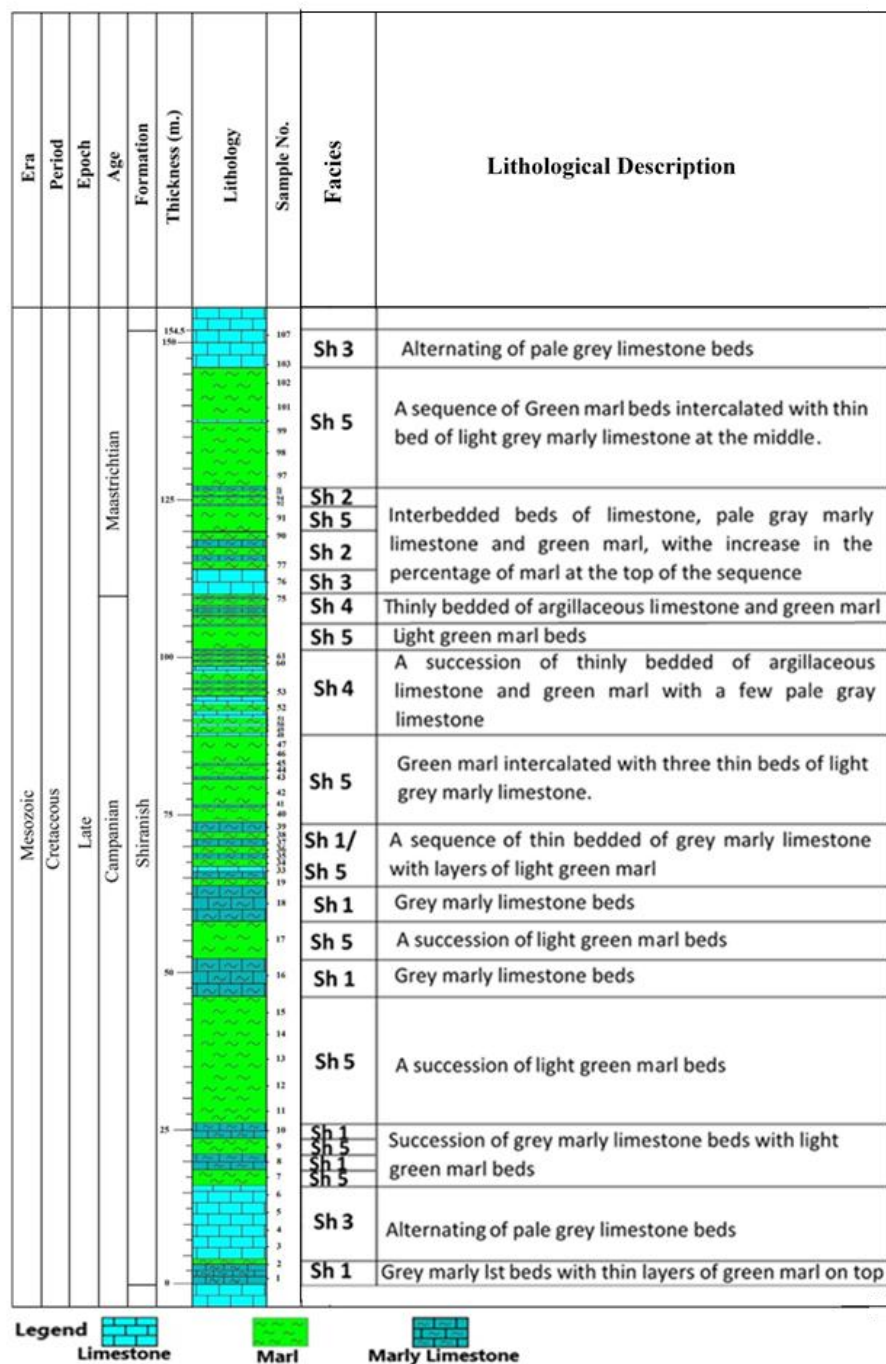 Era
Period
Epoch
Age
Formation
Thickness (m.)
Lithology
Sample No.
Facies
Lithological Description
Mesozoic
Cretaceous
Late
Maastrichtian
Campanian
Shiranish
154.5
150
125
100
75
50
25
0
107
103
102
101
99
98
97
91
90
77
76
75
63
60
53
52
47
46
45
44
43
42
41
40
39
38
37
36
35
34
33
19
18
17
16
15
14
13
12
11
10
9
8
7
6
5
4
3
2
1
Sh 3 Alternating of pale grey limestone beds
Sh 5 A sequence of Green marl beds intercalated with thin
bed of light grey marly limestone at the middle.
Sh 2
Sh 5
Sh 2
Sh 3
Interbedded beds of limestone, pale gray marly
limestone and green marl, withe increase in the
percentage of marl at the top of the sequence
Sh 4 Thinly bedded of argillaceous limestone and green marl
Sh 5 Light green marl beds
Sh 4 A succession of thinly bedded of argillaceous
limestone and green marl with a few pale gray
limestone
Sh 5 Green marl intercalated with three thin beds of light
grey marly limestone.
Sh 1/ A sequence of thin bedded of grey marly limestone
Sh 5 with layers of light green marl
Sh 1 Grey marly limestone beds
Sh 5 A succession of light green marl beds
Sh 1 Grey marly limestone beds
Sh 5 A succession of light green marl beds
Sh 1
Sh 5
Sh 1
Sh 5
Succession of grey marly limestone beds with light
green marl beds
Sh 3 Alternating of pale grey limestone beds
Sh 1 Grey marly lst beds with thin layers of green marl on top
Legend
Limestone
Marl
Marly Limestone